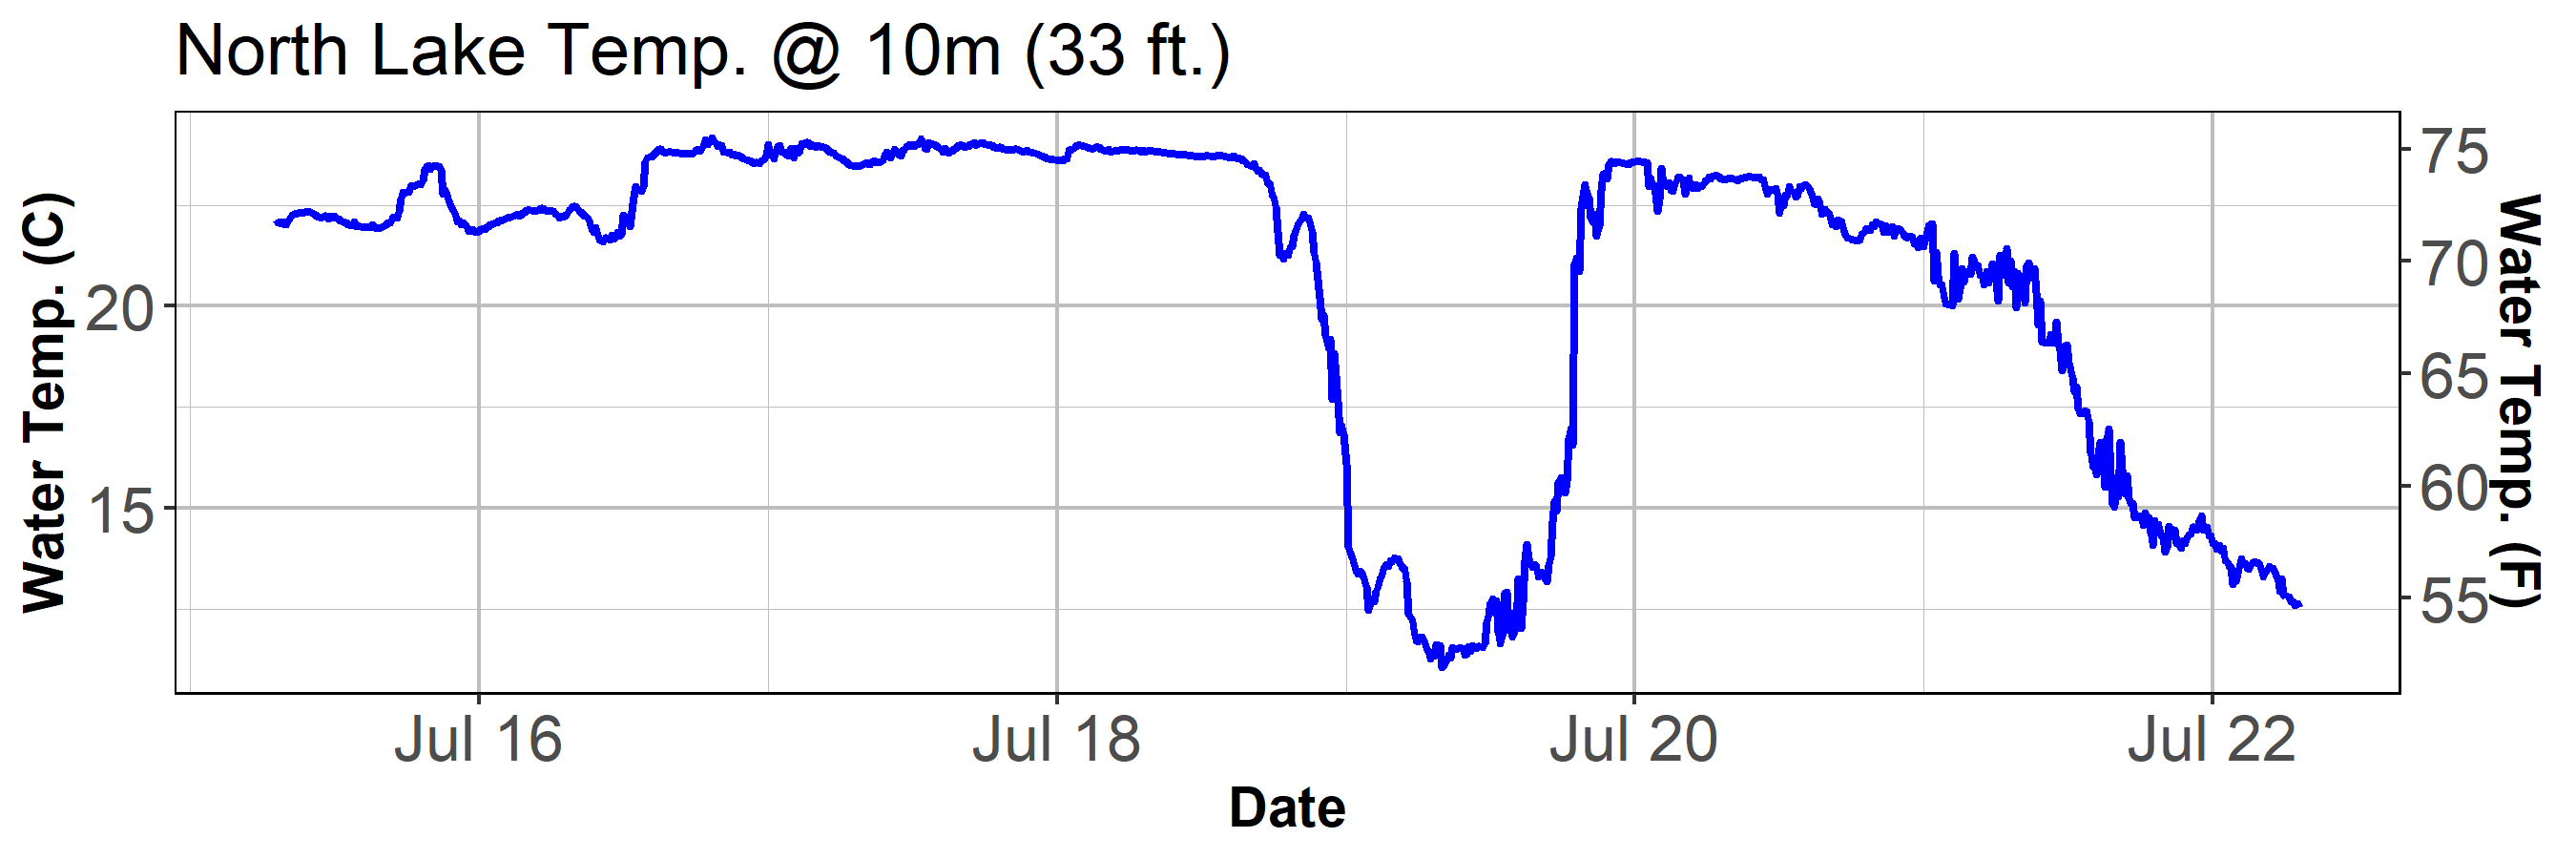 North Lake Temp. @ 10m (33 ft.)
Water Temp. (C)
20
15
75
70
65
60
55
Water Temp. (F)
Jul 16
Jul 18
Jul 20
Jul 22
Date